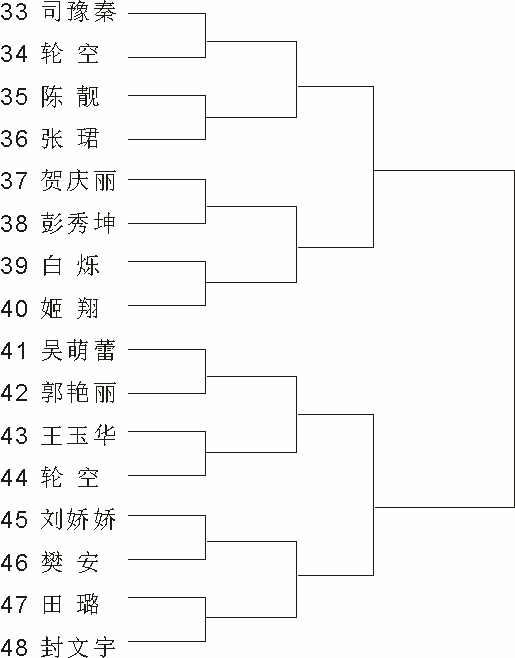 33 司豫秦
34 轮 空
35 陈 靓
36 张 珺
37 贺庆丽
38 彭秀坤
39 白 烁
40 姬 翔
41 吴萌蕾
42 郭艳丽
43 王玉华
44 轮 空
45 刘娇娇
46 樊 安
47 田 璐
48 封文宇